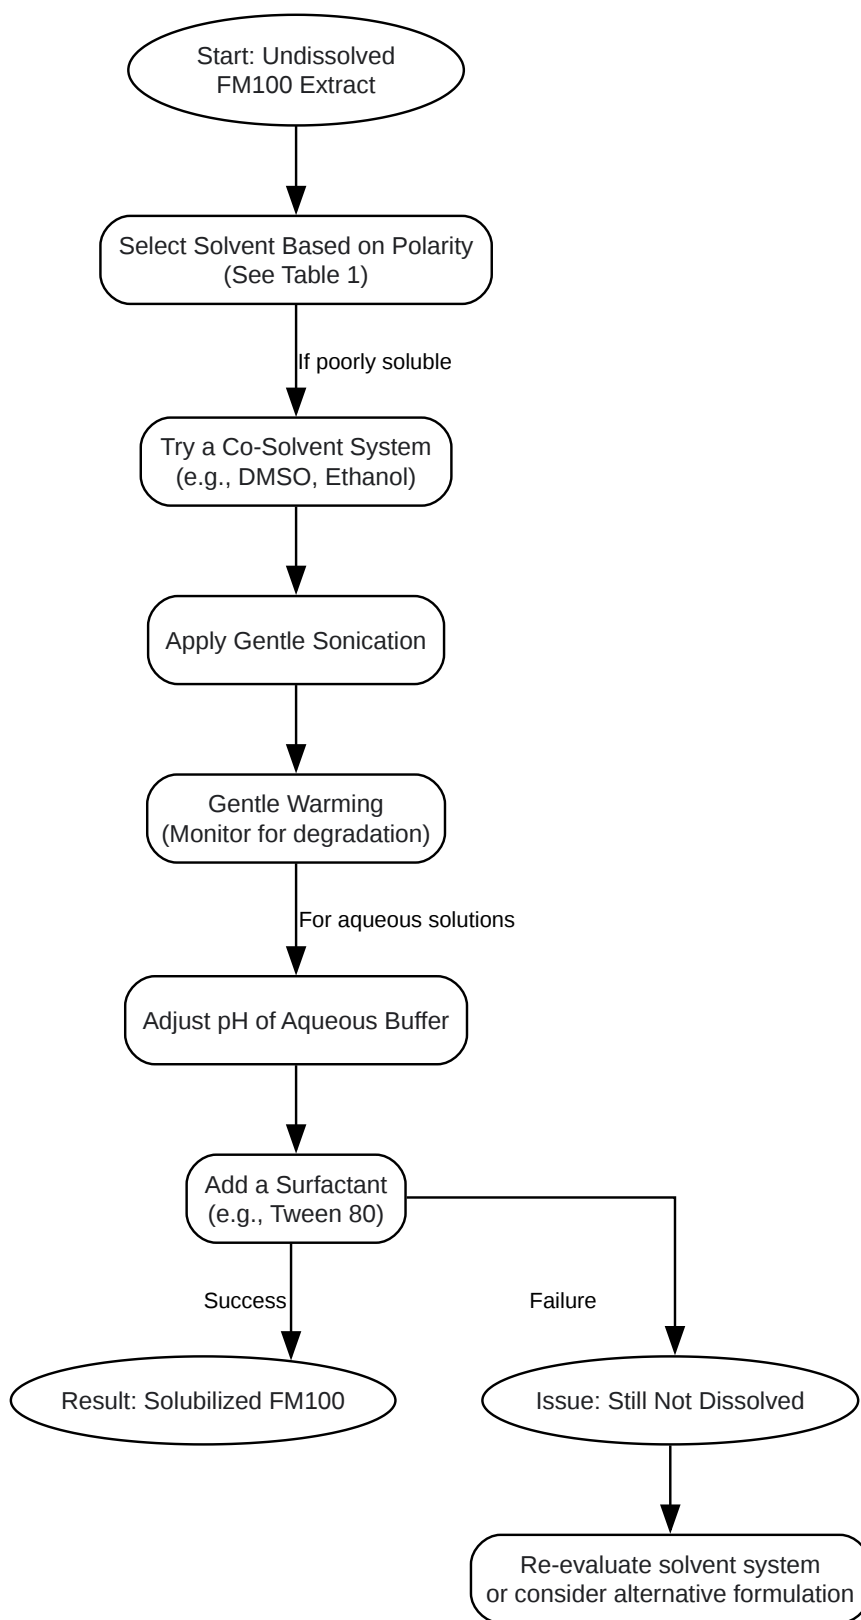 Start: Undissolved
FM100 Extract
Select Solvent Based on Polarity
(See Table 1)
If poorly soluble
Try a Co-Solvent System
(e.g., DMSO, Ethanol)
Apply Gentle Sonication
Gentle Warming
(Monitor for degradation)
For aqueous solutions
Adjust pH of Aqueous Buffer
Add a Surfactant
(e.g., Tween 80)
Success
Failure
Result: Solubilized FM100
Issue: Still Not Dissolved
Re-evaluate solvent system
or consider alternative formulation